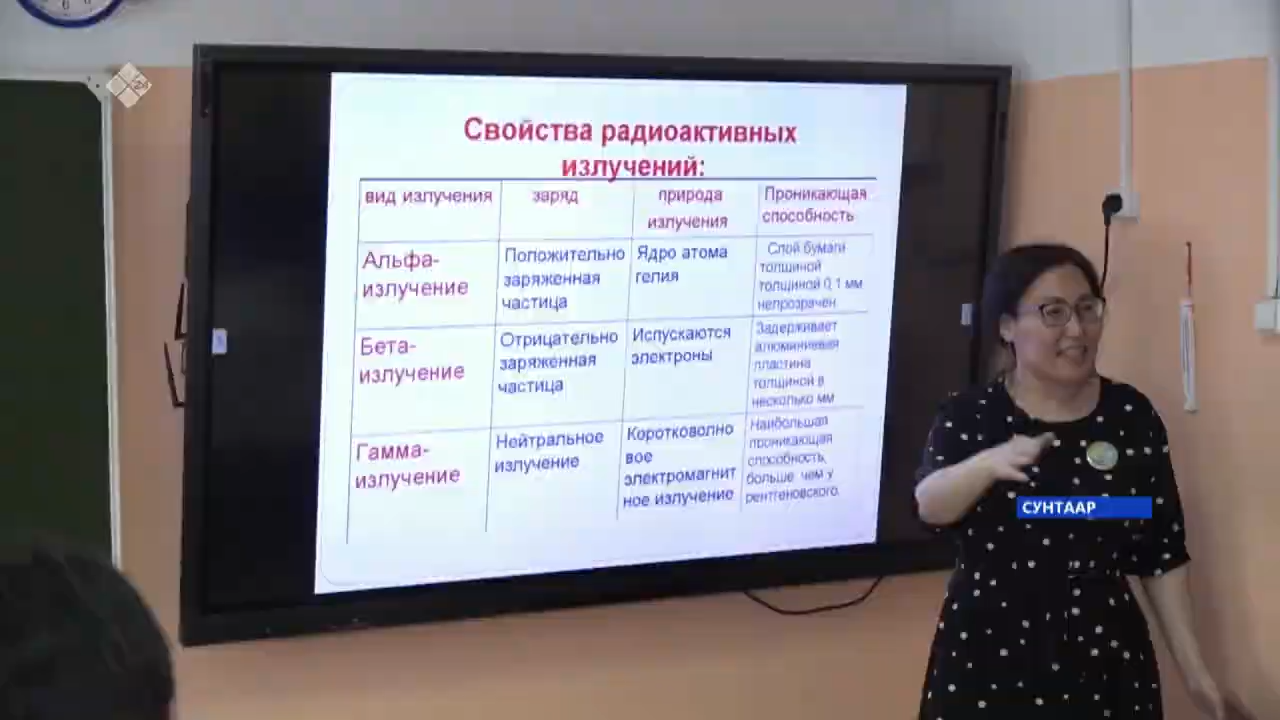 24
Свойства радиоактивных
излучений:
вид излучения
заряд
природа
излучения
Проникающая
способность
Альфа-
излучение
Положительно
заряженная
частица
Ядро атома
гелия
Слой бумаги
толщиной
толщиной 0,1 мм
непрозрачен
Бета-
излучение
Отрицательно
заряженная
частица
Испускаются
электроны
Задерживает
алюминиевая
пластина
толщиной в
несколько мм
Гамма-
излучение
Нейтральное
излучение
Коротковолно
вое
электромагнит
ное излучение
Наибольшая
проникающая
способность,
больше, чем у
рентгеновского.
СУНТААР